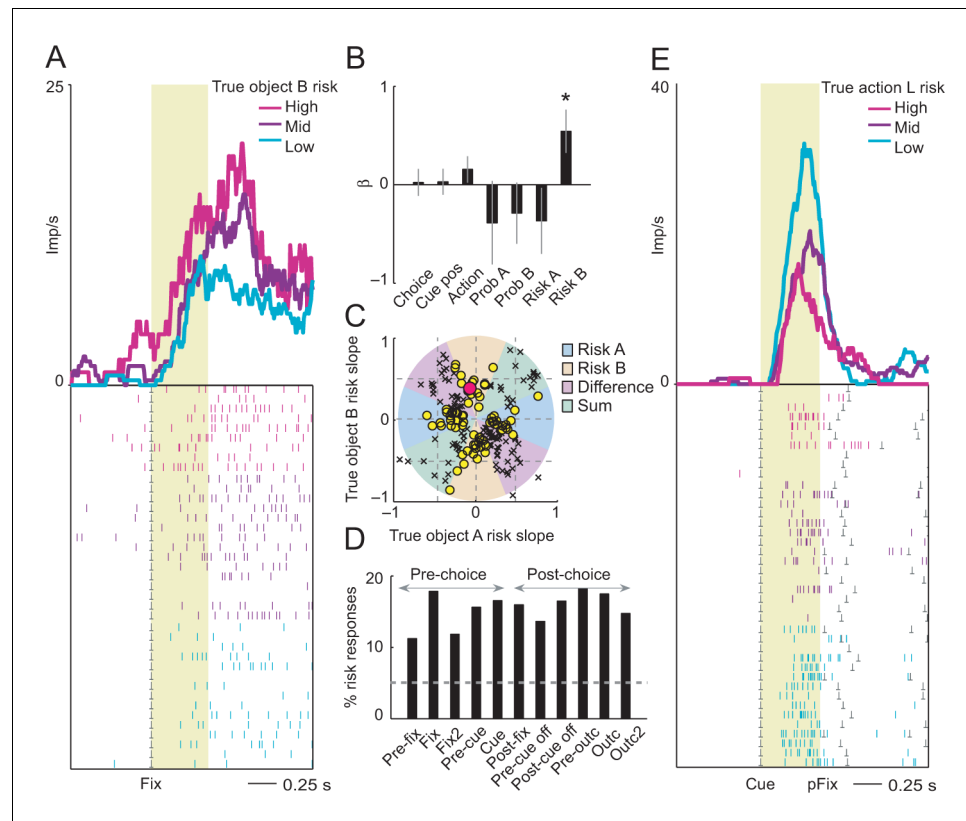 A
25
True object B risk
High
Mid
Low
Imp/s
0
Fix
0.25 s
B
1
*
β
0
−1
Choice
Cue pos
Action
Prob A
Prob B
Risk A
Risk B
C
True object B risk slope
1
0
−1
−1
0
1
True object A risk slope
Risk A
Risk B
Difference
Sum
D
Pre-choice
Post-choice
% risk responses
20
10
0
Pre-fix
Fix
Fix2
Pre-cue
Cue
Post-fix
Pre-cue off
Post-cue off
Pre-outc
Outc
Outc2
E
40
True action L risk
High
Mid
Low
Imp/s
0
Cue
pFix
0.25 s